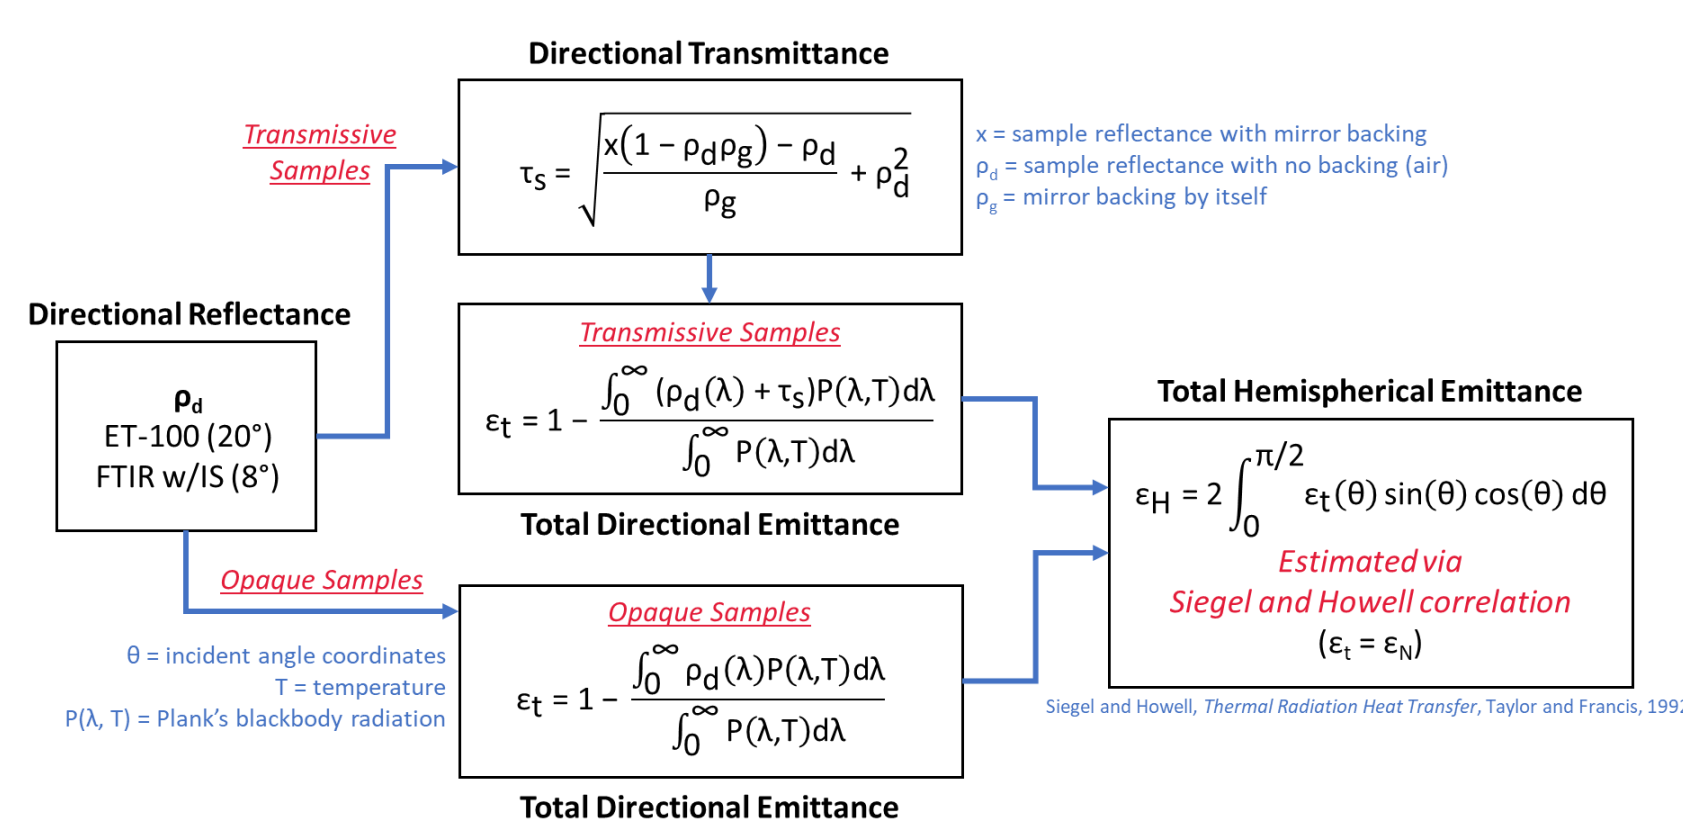 Directional Transmittance
Transmissive
Samples
τs = √((x(1 − ρdρg) − ρd)/ρg + ρd²)
x = sample reflectance with mirror backing
ρd = sample reflectance with no backing (air)
ρg = mirror backing by itself
Directional Reflectance
ρd
ET-100 (20°)
FTIR w/IS (8°)
Transmissive Samples
εt = 1 − (∫0^∞ (ρd(λ) + τs)P(λ,T)dλ)/(∫0^∞ P(λ,T)dλ)
Total Directional Emittance
Opaque Samples
Opaque Samples
εt = 1 − (∫0^∞ ρd(λ)P(λ,T)dλ)/(∫0^∞ P(λ,T)dλ)
Total Directional Emittance
θ = incident angle coordinates
T = temperature
P(λ, T) = Plank’s blackbody radiation
Total Hemispherical Emittance
εH = 2 ∫0^π/2 εt(θ) sin(θ) cos(θ) dθ
Estimated via
Siegel and Howell correlation
(εt = εN)
Siegel and Howell, Thermal Radiation Heat Transfer, Taylor and Francis, 1992